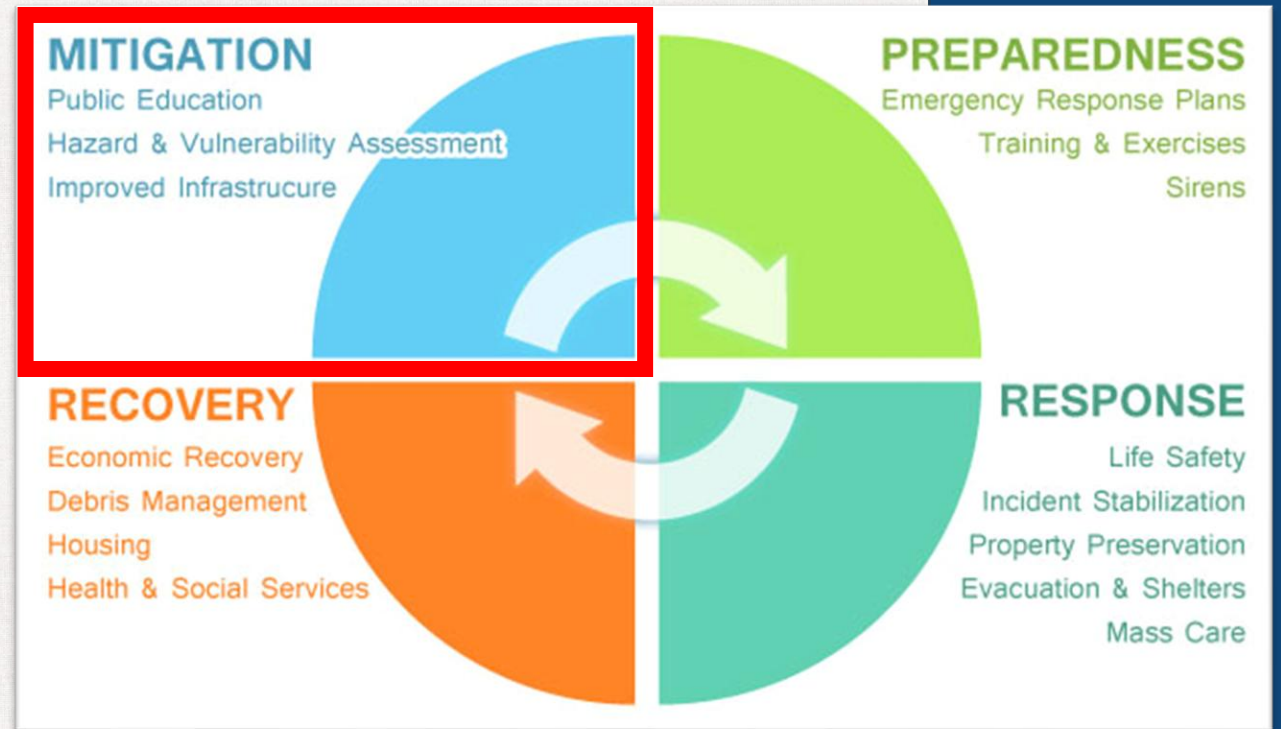 MITIGATION
Public Education
Hazard & Vulnerability Assessment
Improved Infrastrucure
PREPAREDNESS
Emergency Response Plans
Training & Exercises
Sirens
RECOVERY
Economic Recovery
Debris Management
Housing
Health & Social Services
RESPONSE
Life Safety
Incident Stabilization
Property Preservation
Evacuation & Shelters
Mass Care